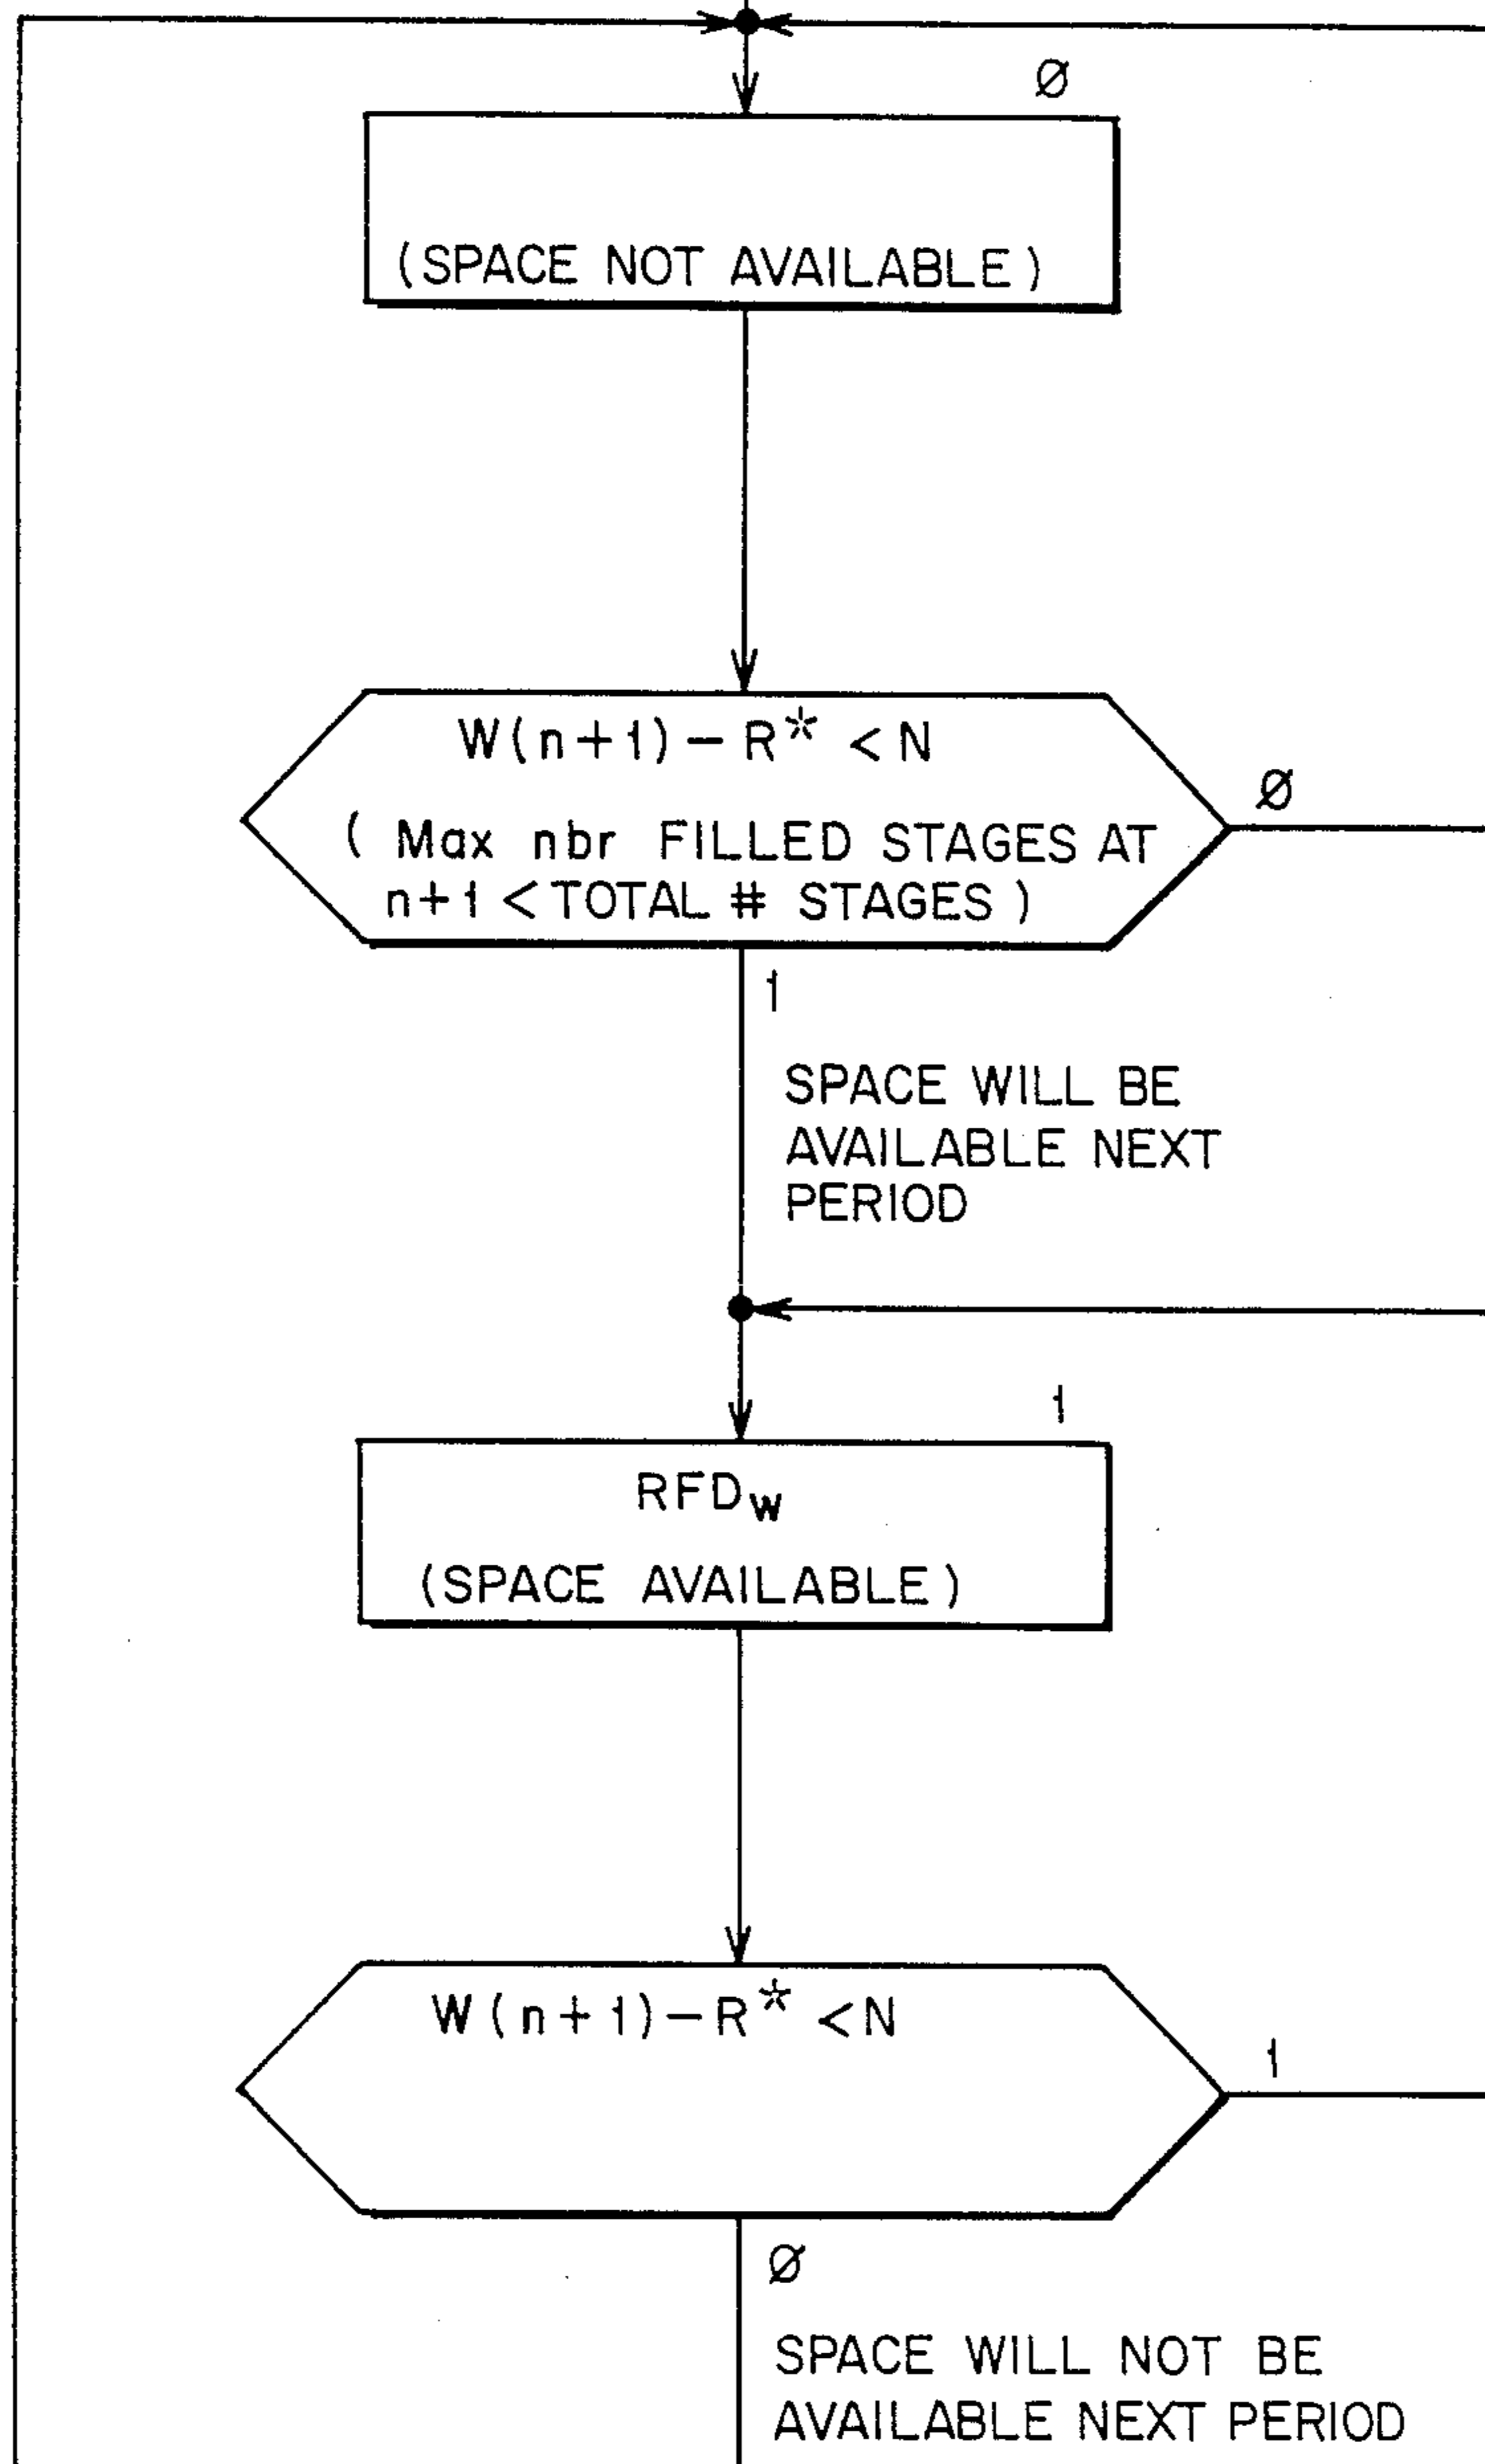 Ø
(SPACE NOT AVAILABLE)
W(n+1)-R* <N
Ø
( Max nbr FILLED STAGES AT
n+1 <TOTAL # STAGES )
1
SPACE WILL BE
AVAILABLE NEXT
PERIOD
1
RFDw
(SPACE AVAILABLE)
W(n+1)-R* <N
1
Ø
SPACE WILL NOT BE
AVAILABLE NEXT PERIOD